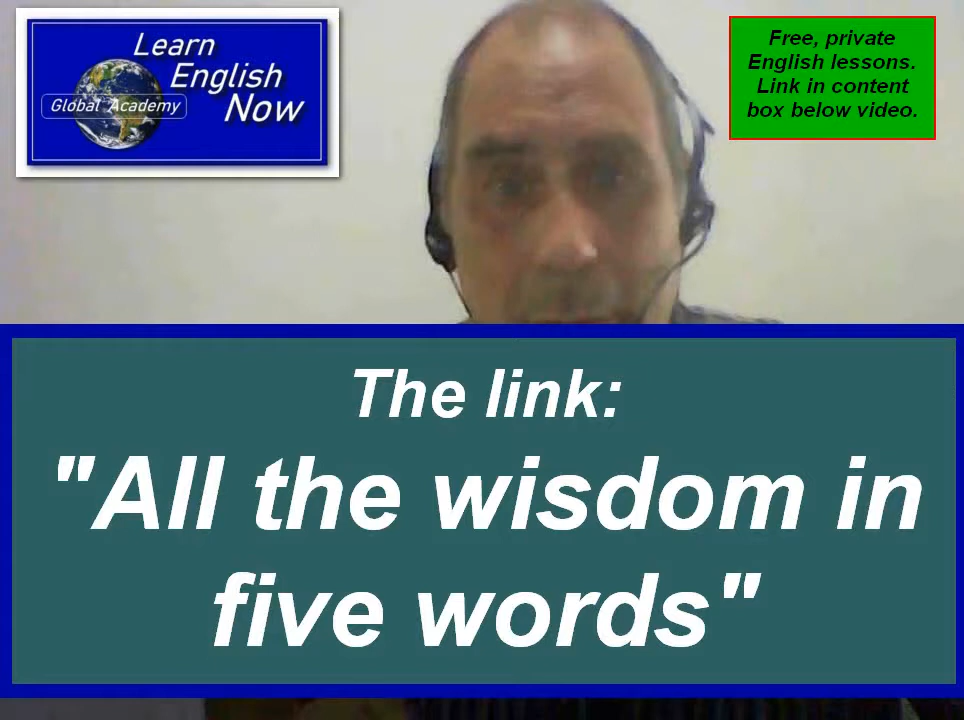 Learn
English
Now
Global Academy
Free, private
English lessons.
Link in content
box below video.
The link:
"All the wisdom in
five words"